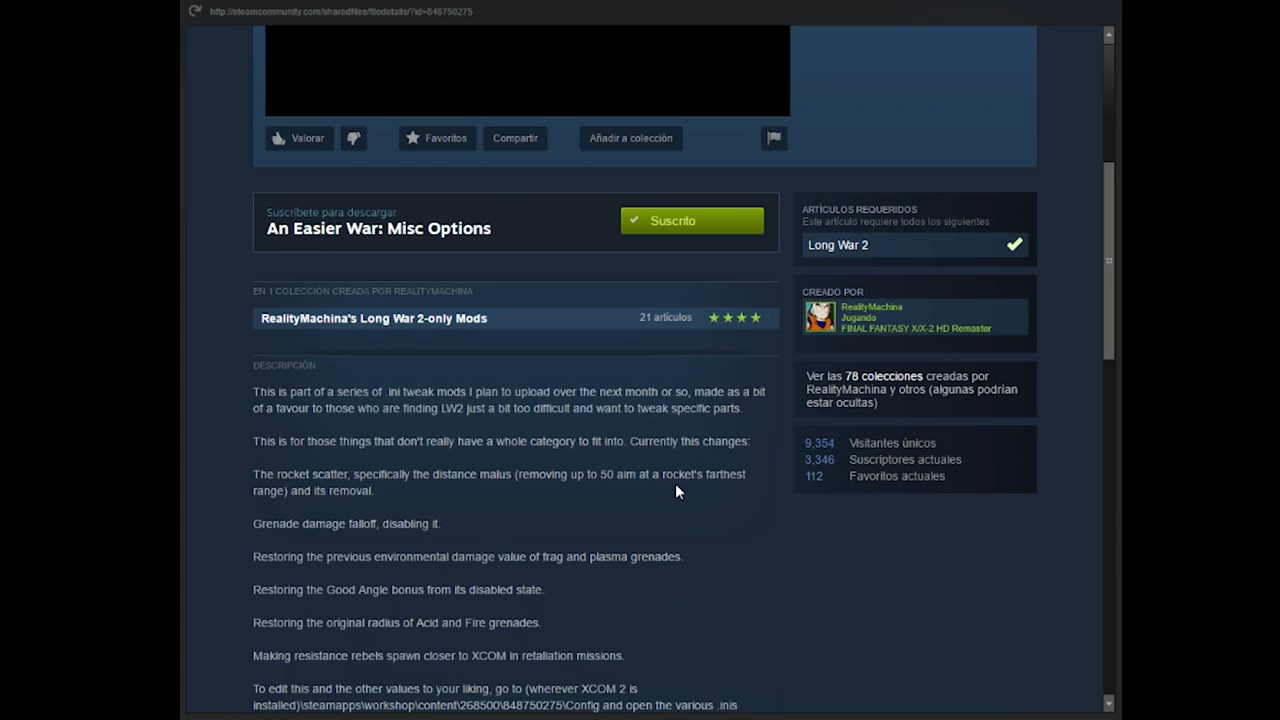 http://steamcommunity.com/sharedfiles/filedetails/?id=848750275
Valorar
Favoritos
Compartir
Añadir a colección
Suscríbete para descargar
An Easier War: Misc Options
Suscrito
EN 1 COLECCIÓN CREADA POR REALITYMACHINA
RealityMachina's Long War 2-only Mods
21 artículos
DESCRIPCIÓN
This is part of a series of .ini tweak mods I plan to upload over the next month or so, made as a bit
of a favour to those who are finding LW2 just a bit too difficult and want to tweak specific parts.
This is for those things that don't really have a whole category to fit into. Currently this changes:
The rocket scatter, specifically the distance malus (removing up to 50 aim at a rocket's farthest
range) and its removal.
Grenade damage falloff, disabling it.
Restoring the previous environmental damage value of frag and plasma grenades.
Restoring the Good Angle bonus from its disabled state.
Restoring the original radius of Acid and Fire grenades.
Making resistance rebels spawn closer to XCOM in retaliation missions.
To edit this and the other values to your liking, go to (wherever XCOM 2 is
installed)\steamapps\workshop\content\268500\848750275\Config and open the various .inis
ARTÍCULOS REQUERIDOS
Este artículo requiere todos los siguientes
Long War 2
CREADO POR
RealityMachina
Jugando
FINAL FANTASY X/X-2 HD Remaster
Ver las 78 colecciones creadas por
RealityMachina y otros (algunas podrían
estar ocultas)
9,354 Visitantes únicos
3,346 Suscriptores actuales
112 Favoritos actuales